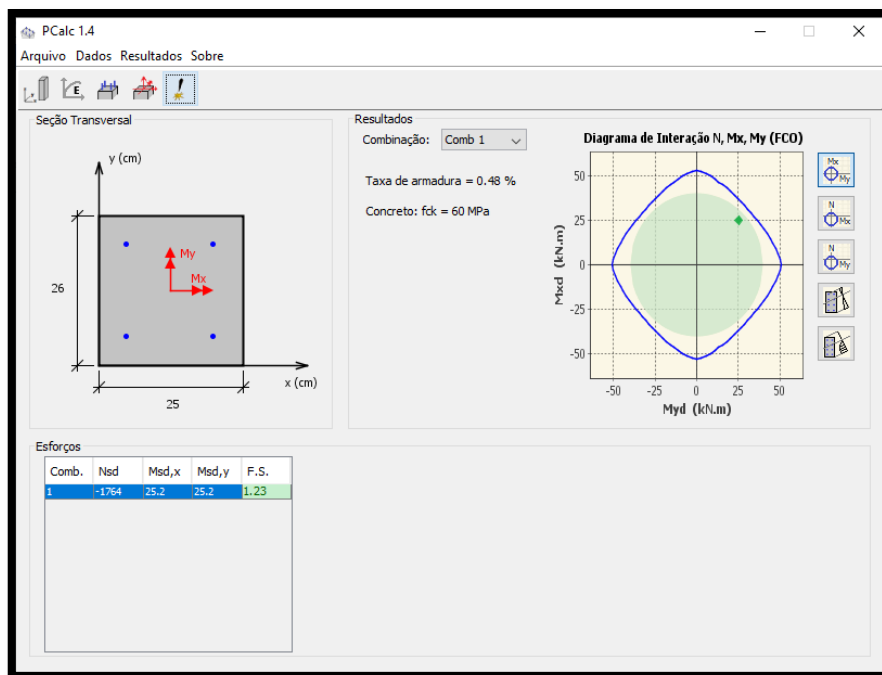 PCalc 1.4
Arquivo Dados Resultados Sobre
E
Seção Transversal
y (cm)
My
Mx
26
x (cm)
25
Resultados
Combinação: Comb 1
Taxa de armadura = 0.48 %
Concreto: fck = 60 MPa
Diagrama de Interação N, Mx, My (FCO)
50
25
0
-25
-50
Mxd (kN.m)
-50 -25 0 25 50
Myd (kN.m)
Mx
My
N
Mx
N
My
Esforços
Comb. Nsd Msd,x Msd,y F.S.
1 -1764 25.2 25.2 1.23